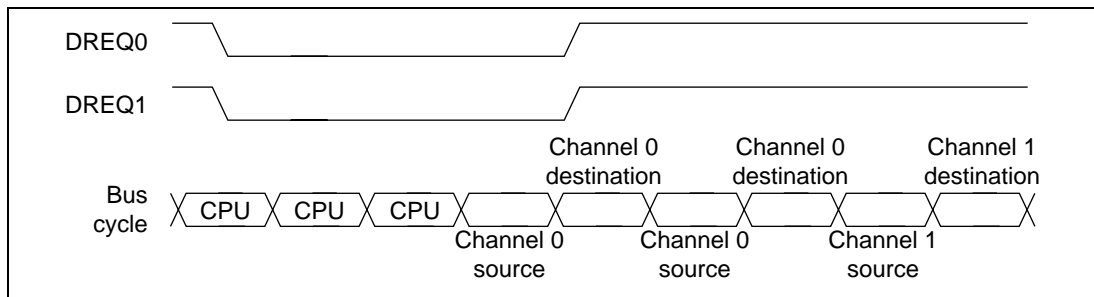 DREQ0
DREQ1
Channel 0
destination
Channel 0
destination
Channel 1
destination
Bus
cycle
CPU
CPU
CPU
Channel 0
source
Channel 0
source
Channel 1
source